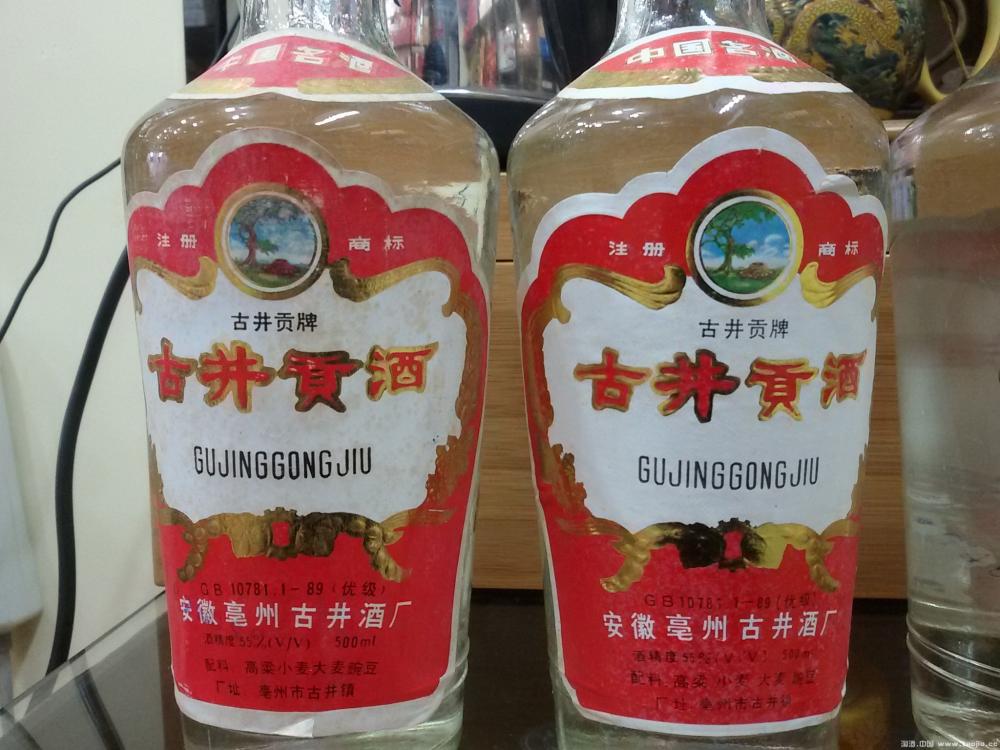 中国名酒
注册 商标
古井贡牌
古井贡酒
GUJINGGONGJIU
GB10781.1-89(优级)
安徽亳州古井酒厂
酒精度55%(V/V) 500ml
配料:高粱小麦大麦豌豆
厂址 亳州市古井镇
中国名酒
注册 商标
古井贡牌
古井贡酒
GUJINGGONGJIU
GB10781.1-89(优级)
安徽亳州古井酒厂
酒精度55%(V/V) 500ml
配料:高粱小麦大麦豌豆
厂址 亳州市古井镇